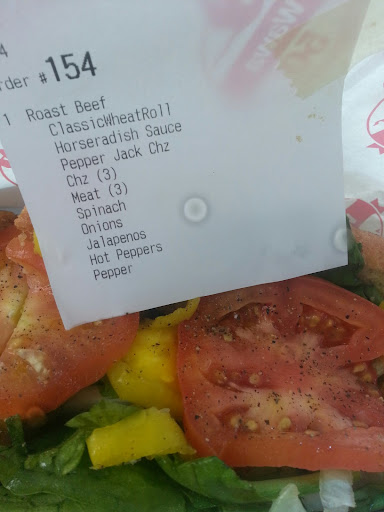 4
rder #154
1 Roast Beef
ClassicWheatRoll
Horseradish Sauce
Pepper Jack Chz
Chz (3)
Meat (3)
Spinach
Onions
Jalapenos
Hot Peppers
Pepper